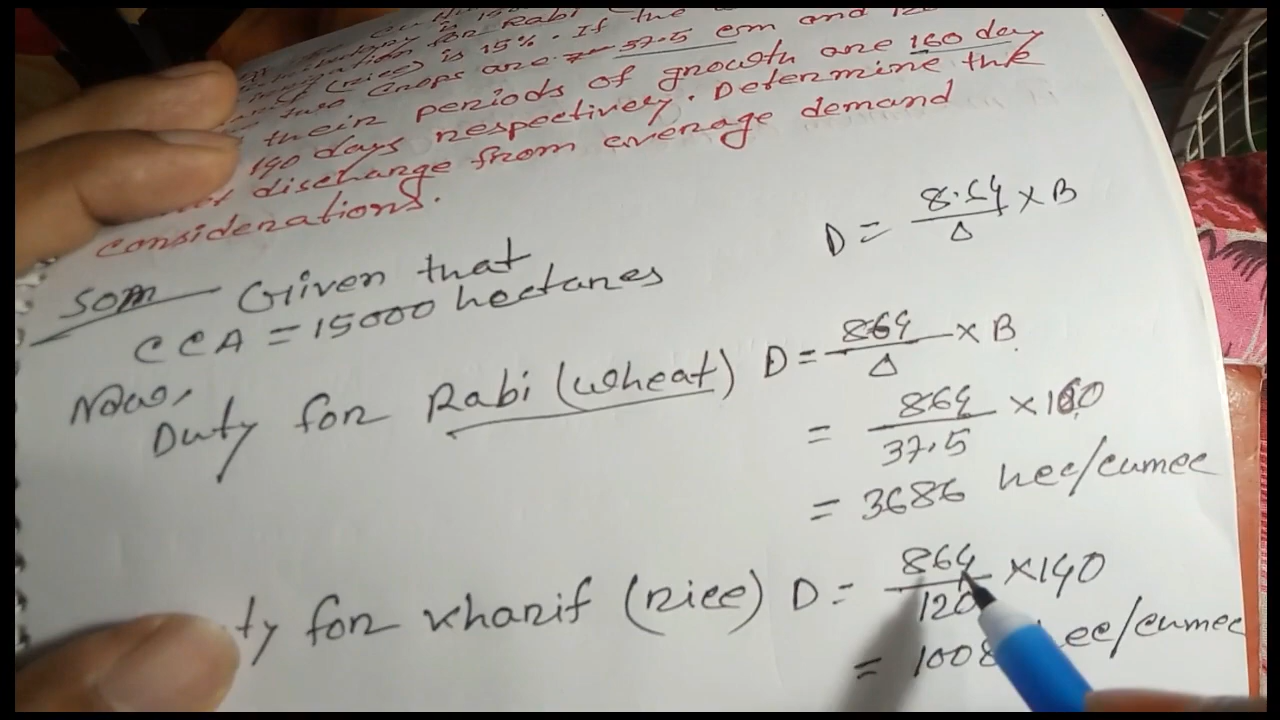 for Rabi
is 15%. If the
two crops are 37.5 cm and
their periods of growth are 160 day
190 days respectively. Determine the
discharge from average demand
considerations.
D = 8.64/Δ × B
Som Given that
CCA = 15000 hectares
Now,
Duty for Rabi (wheat) D = 864/Δ × B
= 864/37.5 × 160
= 3686 hec/cumec
ty for Kharif (rice) D = 864/120 × 140
= 1008 hec/cumec